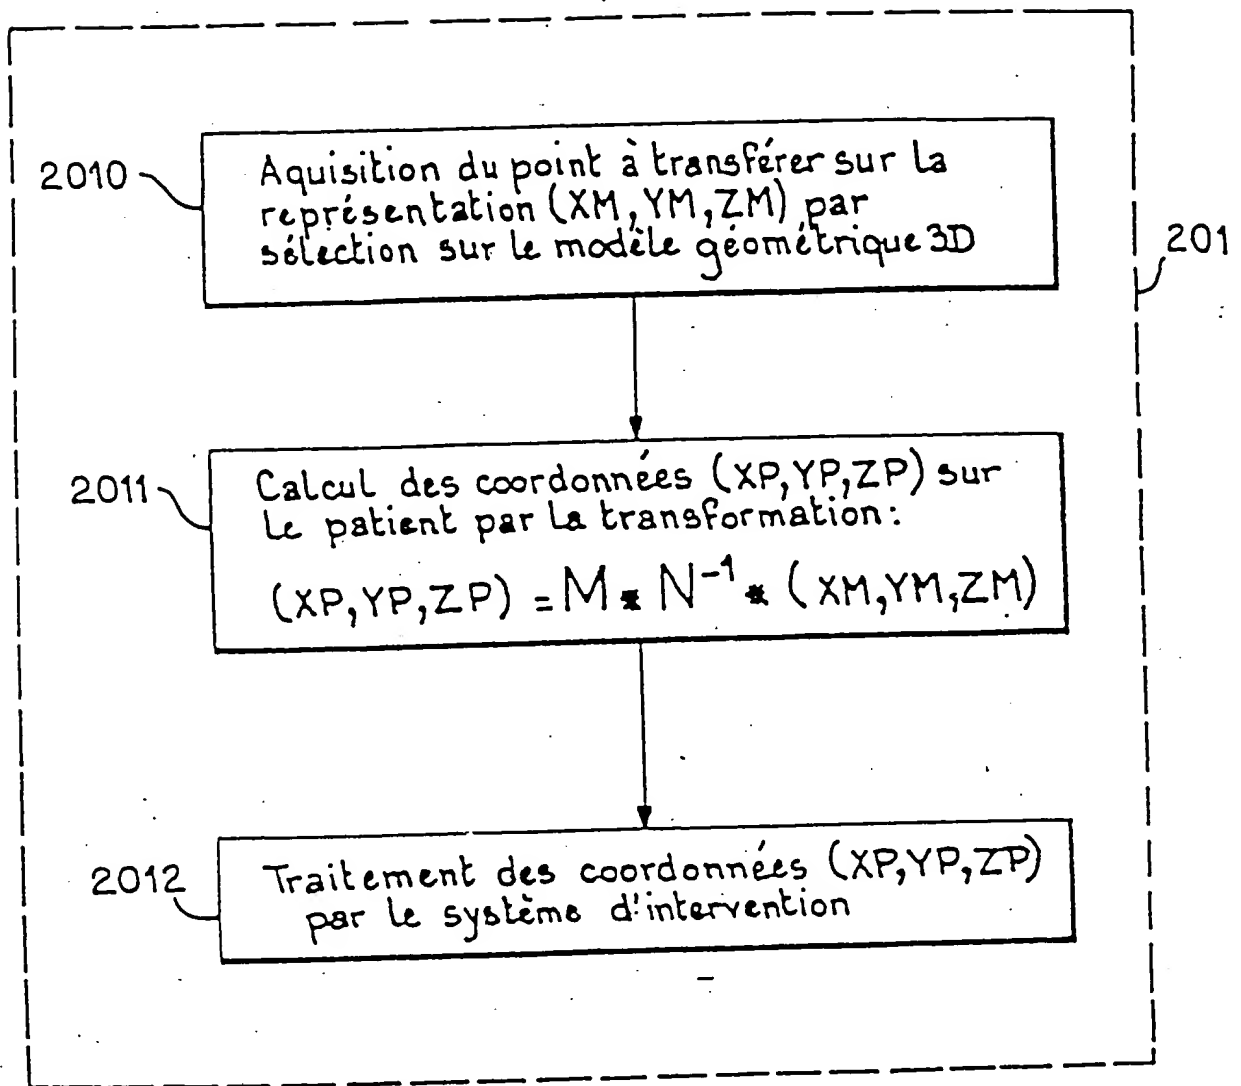 2010
Aquisition du point à transférer sur la
représentation (XM,YM,ZM) par
sélection sur le modèle géométrique 3D
201
2011
Calcul des coordonnées (XP,YP,ZP) sur
le patient par la transformation:
(XP,YP,ZP) = M * N⁻¹ * (XM,YM,ZM)
2012
Traitement des coordonnées (XP,YP,ZP)
par le système d'intervention